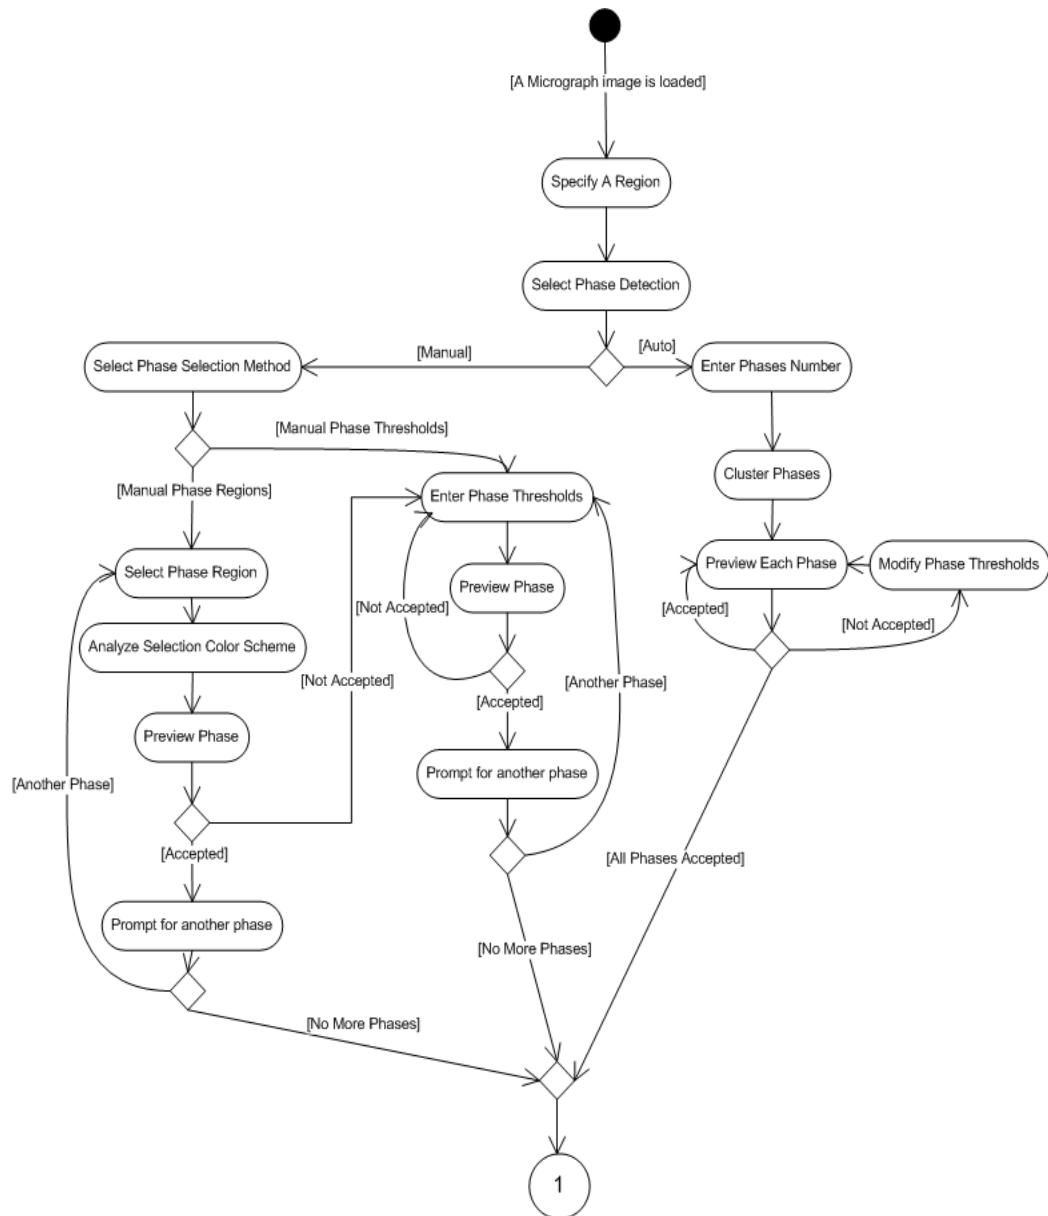 [A Micrograph image is loaded]
Specify A Region
Select Phase Detection
[Manual]
[Auto]
Select Phase Selection Method
Enter Phases Number
[Manual Phase Thresholds]
Cluster Phases
[Manual Phase Regions]
Enter Phase Thresholds
Select Phase Region
Preview Each Phase
Modify Phase Thresholds
Preview Phase
[Not Accepted]
[Accepted]
[Not Accepted]
Analyze Selection Color Scheme
[Not Accepted]
[Another Phase]
[Accepted]
Preview Phase
Prompt for another phase
[Another Phase]
[Accepted]
[All Phases Accepted]
Prompt for another phase
[No More Phases]
[No More Phases]
1